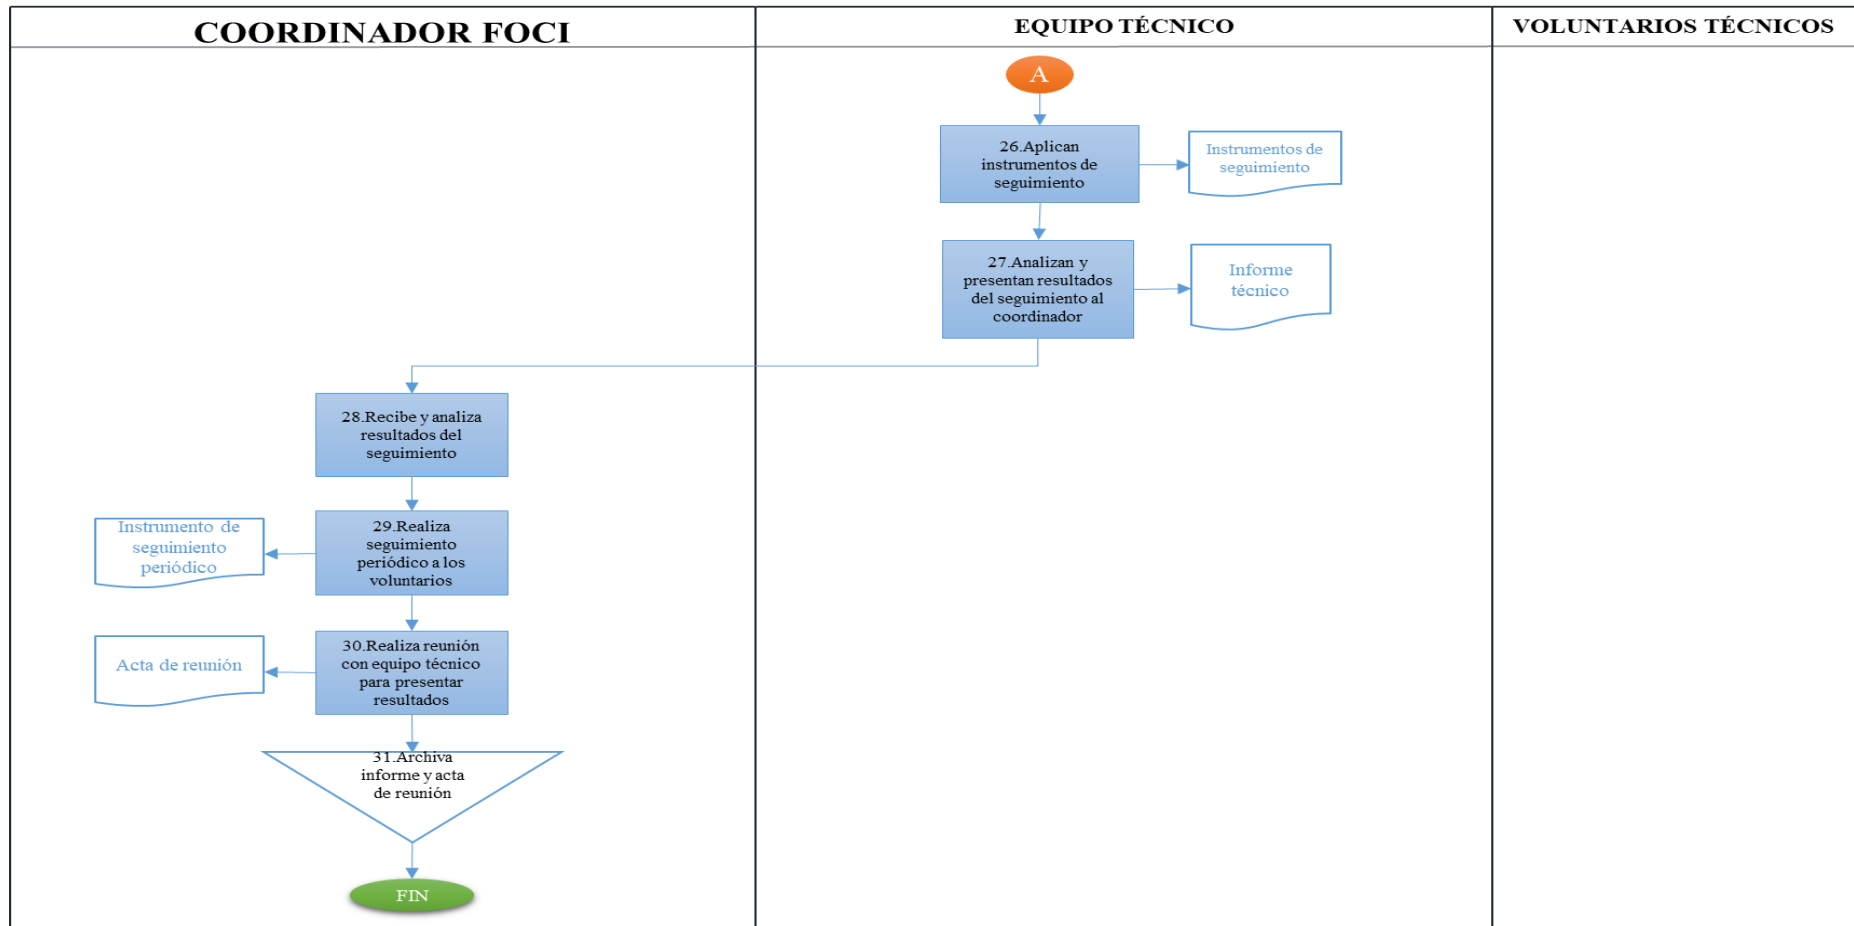 COORDINADOR FOCI
EQUIPO TÉCNICO
VOLUNTARIOS TÉCNICOS
A
26.Aplican
instrumentos de
seguimiento
Instrumentos de
seguimiento
27.Analizan y
presentan resultados
del seguimiento al
coordinador
Informe
técnico
28.Recibe y analiza
resultados del
seguimiento
29.Realiza
seguimiento
periódico a los
voluntarios
Instrumento de
seguimiento
periódico
30.Realiza reunión
con equipo técnico
para presentar
resultados
Acta de reunión
31.Archiva
informe y acta
de reunión
FIN